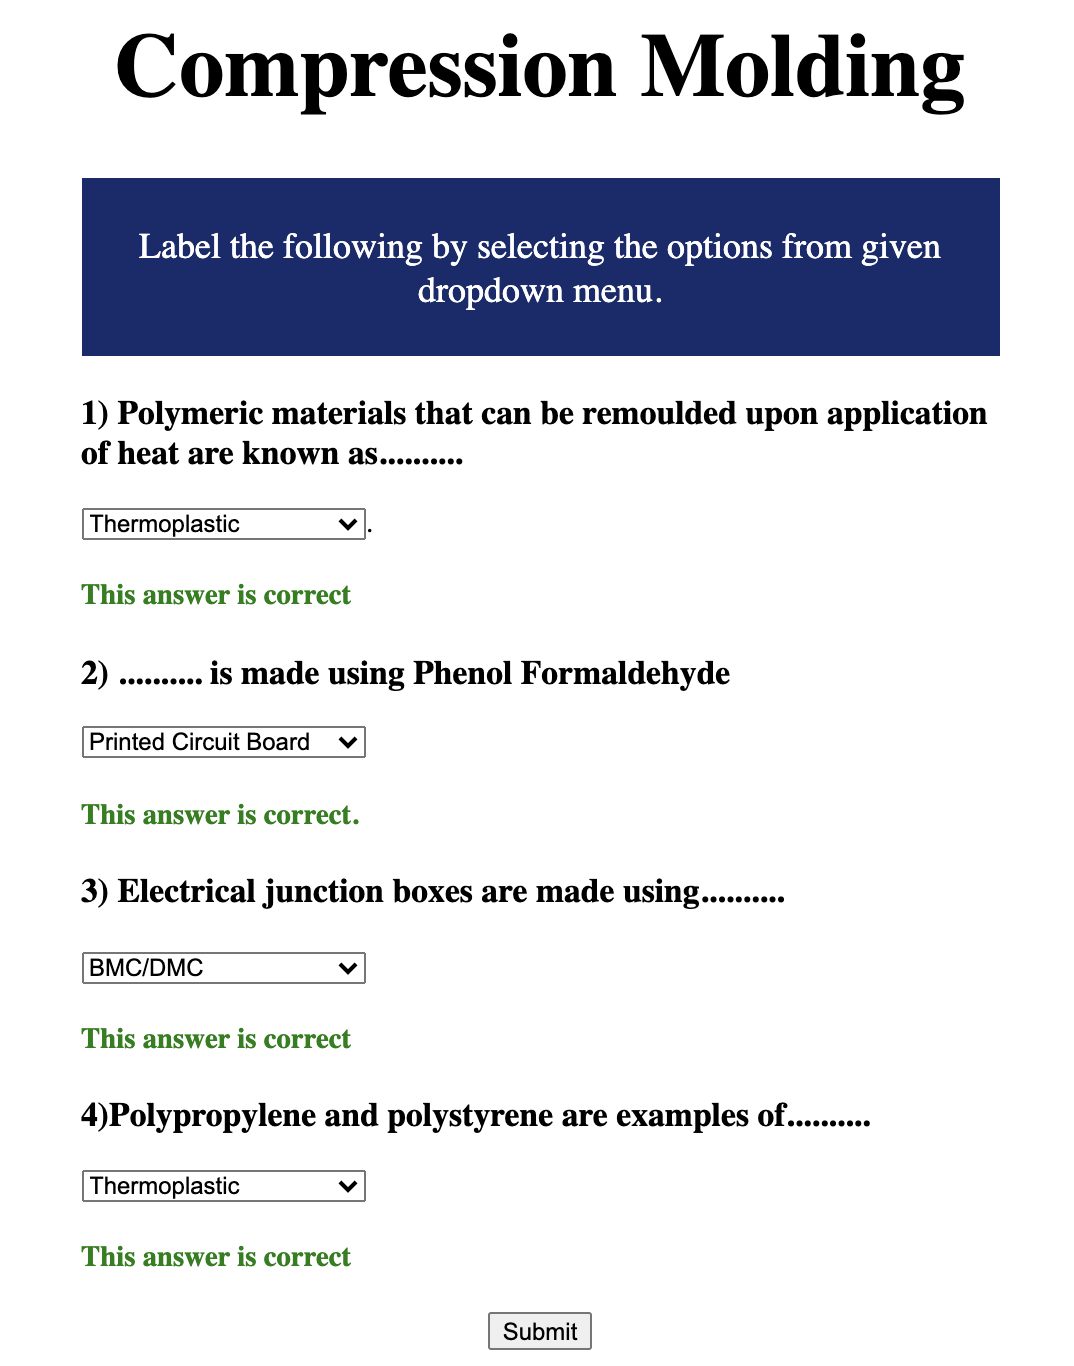 Compression Molding
Label the following by selecting the options from given
dropdown menu.
1) Polymeric materials that can be remoulded upon application
of heat are known as..........
Thermoplastic .
This answer is correct
2) .......... is made using Phenol Formaldehyde
Printed Circuit Board
This answer is correct.
3) Electrical junction boxes are made using..........
BMC/DMC
This answer is correct
4)Polypropylene and polystyrene are examples of..........
Thermoplastic
This answer is correct
Submit